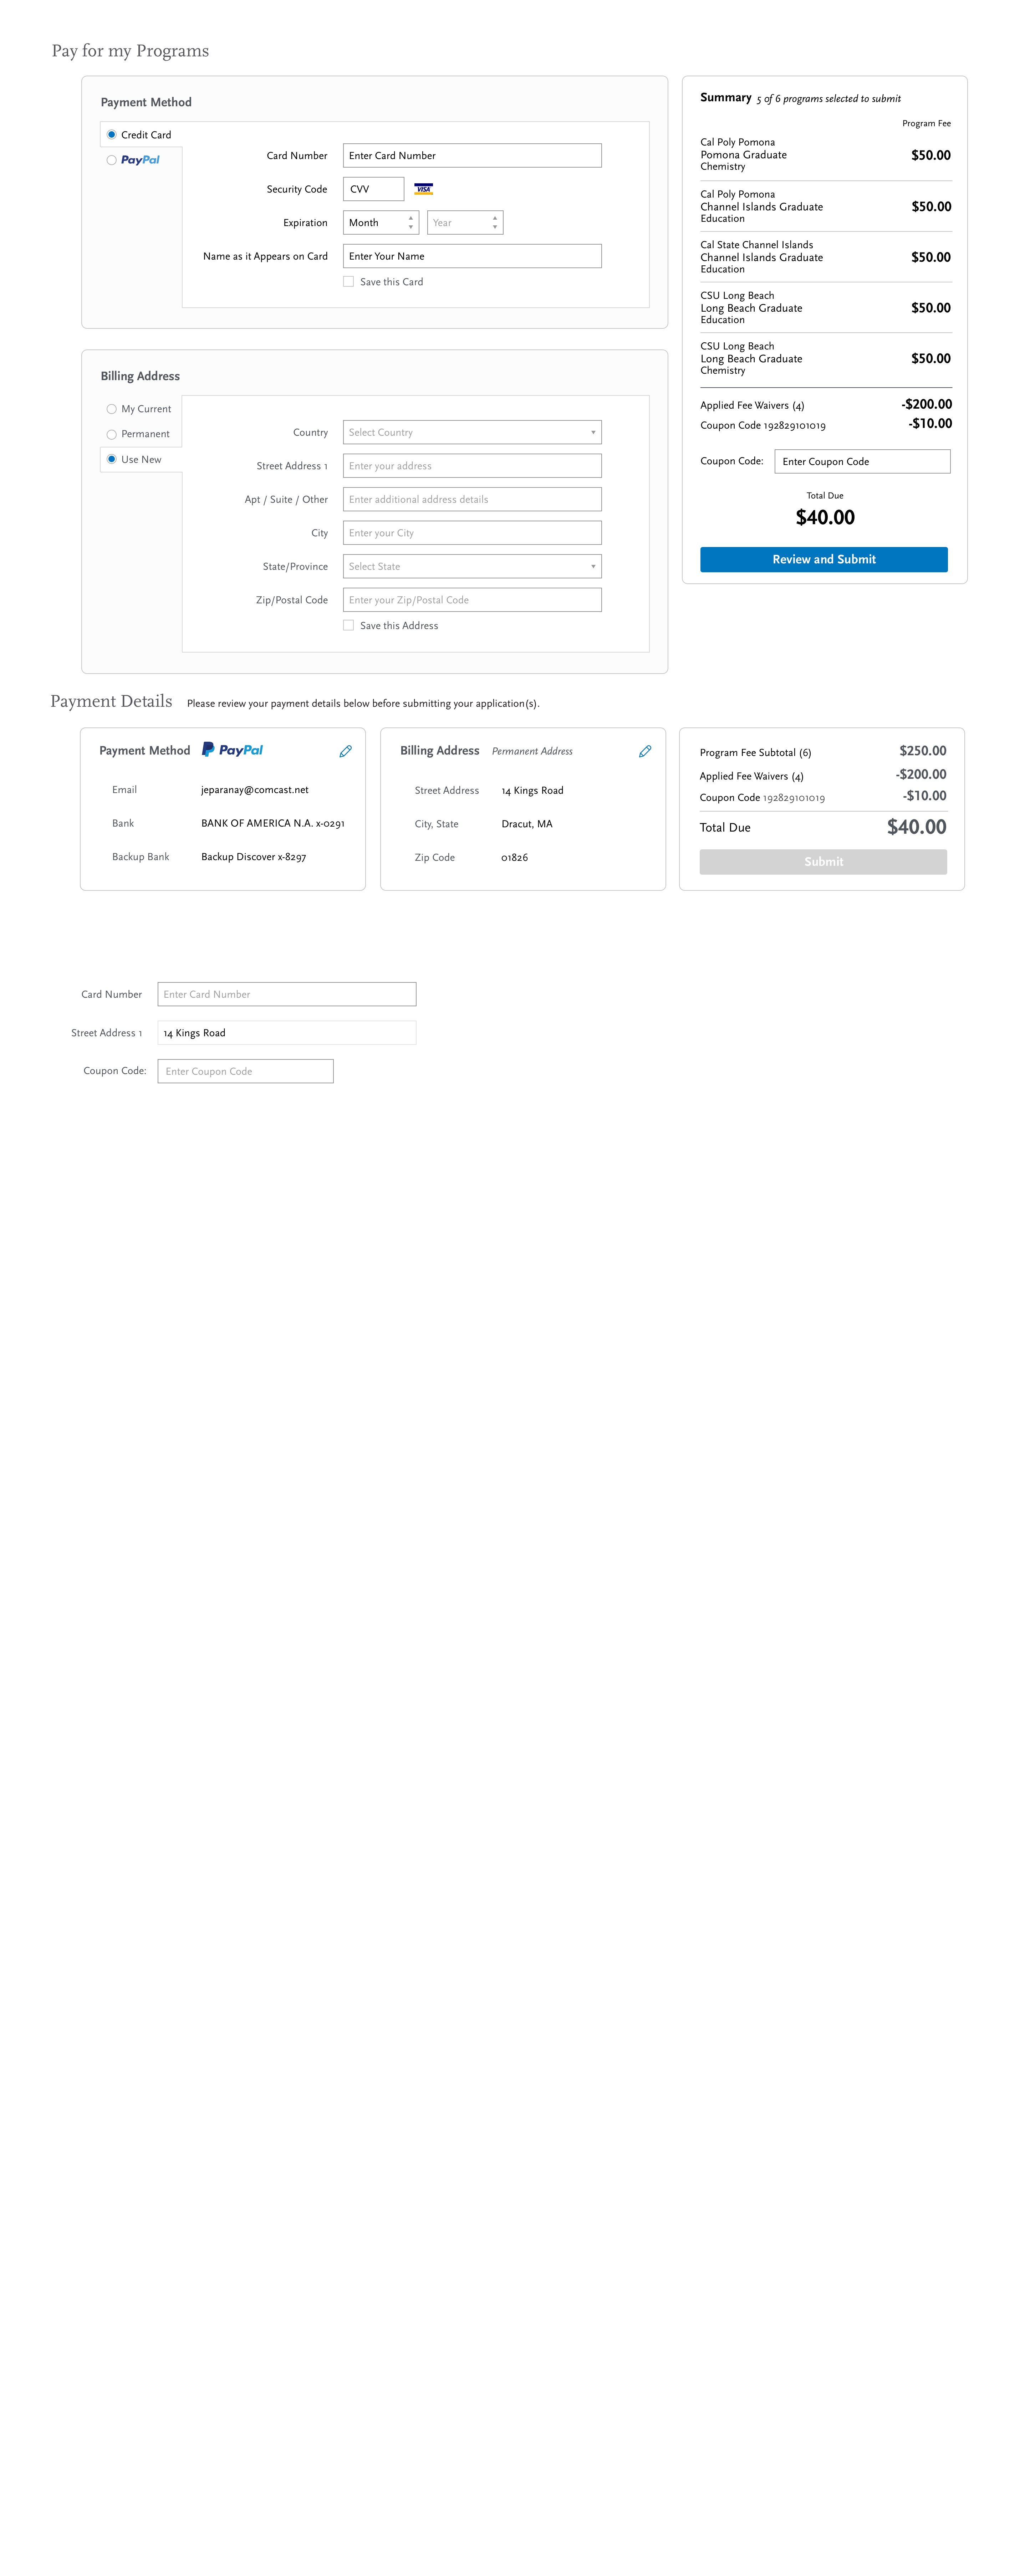 Pay for my Programs
Payment Method
Credit Card
PayPal
Card Number Enter Card Number
Security Code CVV VISA
Expiration Month Year
Name as it Appears on Card Enter Your Name
Save this Card
Billing Address
My Current
Permanent
Use New
Country Select Country
Street Address 1 Enter your address
Apt / Suite / Other Enter additional address details
City Enter your City
State/Province Select State
Zip/Postal Code Enter your Zip/Postal Code
Save this Address
Summary 5 of 6 programs selected to submit
Program Fee
Cal Poly Pomona
Pomona Graduate $50.00
Chemistry
Cal Poly Pomona
Channel Islands Graduate $50.00
Education
Cal State Channel Islands
Channel Islands Graduate $50.00
Education
CSU Long Beach
Long Beach Graduate $50.00
Education
CSU Long Beach
Long Beach Graduate $50.00
Chemistry
Applied Fee Waivers (4) -$200.00
Coupon Code 192829101019 -$10.00
Coupon Code: Enter Coupon Code
Total Due
$40.00
Review and Submit
Payment Details Please review your payment details below before submitting your application(s).
Payment Method PayPal
Email jeparanay@comcast.net
Bank BANK OF AMERICA N.A. x-0291
Backup Bank Backup Discover x-8297
Billing Address Permanent Address
Street Address 14 Kings Road
City, State Dracut, MA
Zip Code 01826
Program Fee Subtotal (6) $250.00
Applied Fee Waivers (4) -$200.00
Coupon Code 192829101019 -$10.00
Total Due $40.00
Submit
Card Number Enter Card Number
Street Address 1 14 Kings Road
Coupon Code: Enter Coupon Code